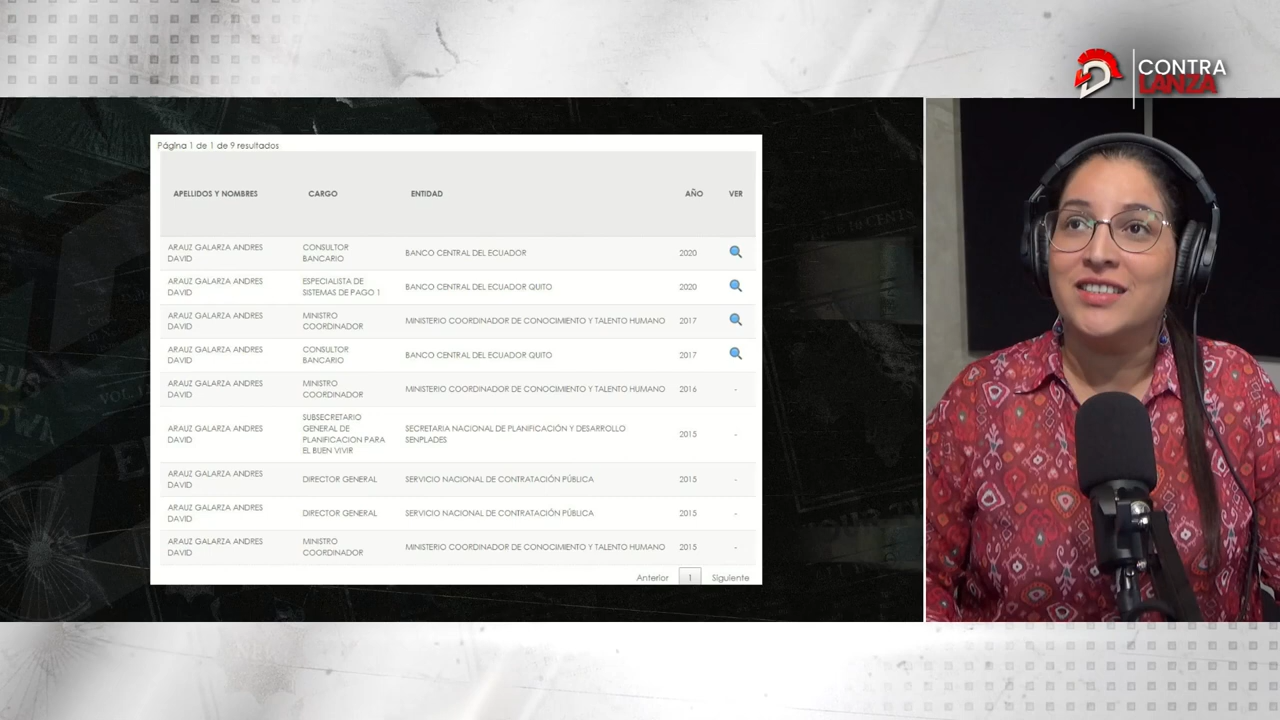 CONTRA
LANZA
Página 1 de 1 de 9 resultados
APELLIDOS Y NOMBRES CARGO ENTIDAD AÑO VER
ARAUZ GALARZA ANDRES DAVID CONSULTOR BANCARIO BANCO CENTRAL DEL ECUADOR 2020
ARAUZ GALARZA ANDRES DAVID ESPECIALISTA DE SISTEMAS DE PAGO 1 BANCO CENTRAL DEL ECUADOR QUITO 2020
ARAUZ GALARZA ANDRES DAVID MINISTRO COORDINADOR MINISTERIO COORDINADOR DE CONOCIMIENTO Y TALENTO HUMANO 2017
ARAUZ GALARZA ANDRES DAVID CONSULTOR BANCARIO BANCO CENTRAL DEL ECUADOR QUITO 2017
ARAUZ GALARZA ANDRES DAVID MINISTRO COORDINADOR MINISTERIO COORDINADOR DE CONOCIMIENTO Y TALENTO HUMANO 2016 -
ARAUZ GALARZA ANDRES DAVID SUBSECRETARIO GENERAL DE PLANIFICACION PARA EL BUEN VIVIR SECRETARIA NACIONAL DE PLANIFICACIÓN Y DESARROLLO SENPLADES 2015 -
ARAUZ GALARZA ANDRES DAVID DIRECTOR GENERAL SERVICIO NACIONAL DE CONTRATACIÓN PÚBLICA 2015 -
ARAUZ GALARZA ANDRES DAVID DIRECTOR GENERAL SERVICIO NACIONAL DE CONTRATACIÓN PÚBLICA 2015 -
ARAUZ GALARZA ANDRES DAVID MINISTRO COORDINADOR MINISTERIO COORDINADOR DE CONOCIMIENTO Y TALENTO HUMANO 2015 -
Anterior 1 Siguiente